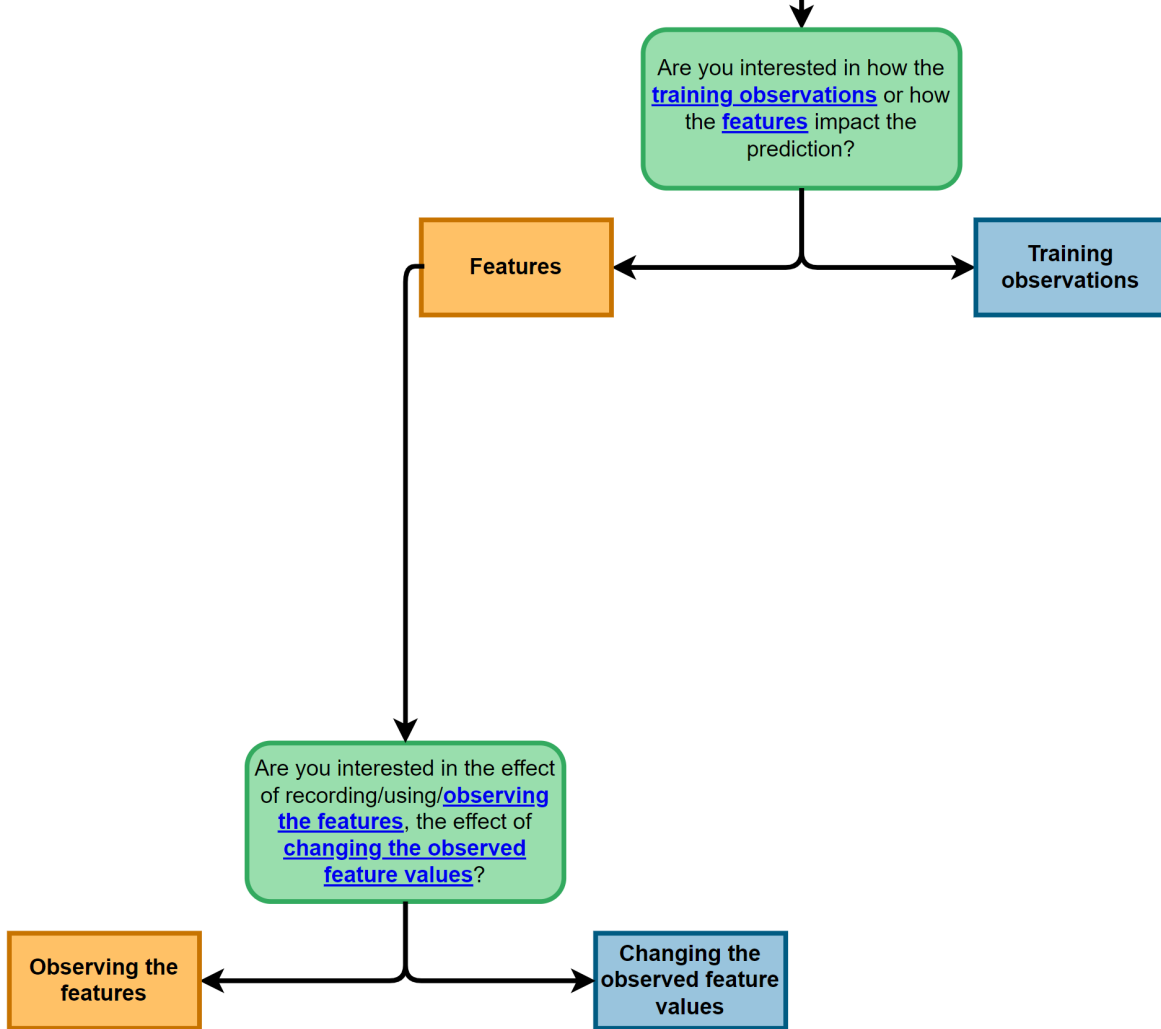 Are you interested in how the
training observations or how
the features impact the
prediction?
Features
Training
observations
Are you interested in the effect
of recording/using/observing
the features, the effect of
changing the observed
feature values?
Observing the
features
Changing the
observed feature
values